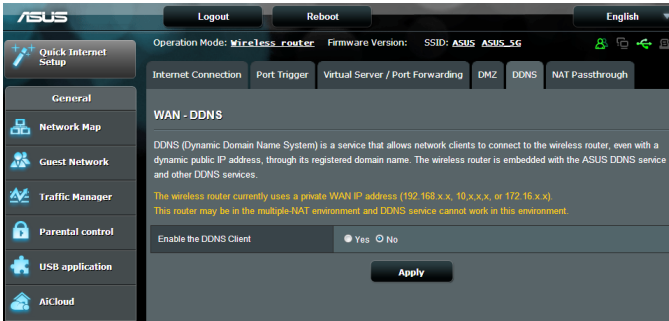 ASUS
Logout
Reboot
English
Quick Internet
Setup
Operation Mode: Wireless router Firmware Version: SSID: ASUS ASUS_5G
Internet Connection
Port Trigger
Virtual Server / Port Forwarding
DMZ
DDNS
NAT Passthrough
General
Network Map
Guest Network
Traffic Manager
Parental control
USB application
AiCloud
WAN - DDNS
DDNS (Dynamic Domain Name System) is a service that allows network clients to connect to the wireless router, even with a
dynamic public IP address, through its registered domain name. The wireless router is embedded with the ASUS DDNS service
and other DDNS services.
The wireless router currently uses a private WAN IP address (192.168.x.x, 10,x,x,x, or 172.16.x.x).
This router may be in the multiple-NAT environment and DDNS service cannot work in this environment.
Enable the DDNS Client
Yes No
Apply